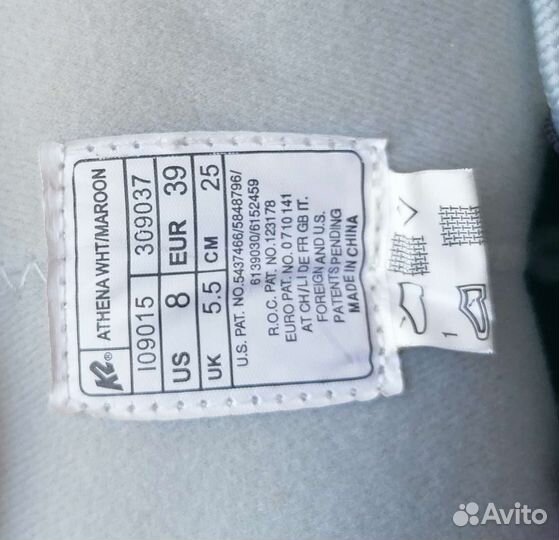 K2® ATHENA WHT/MAROON
I09015 309037
US 8 EUR 39
UK 5.5 CM 25
U.S. PAT. NO.5437466/5848796/
6139030/6152459
R.O.C. PAT. NO.123178
EURO PAT. NO.0 710 141
AT CH/LI DE FR GB IT.
FOREIGN AND U.S.
PATENTS PENDING
MADE IN CHINA
1
Avito